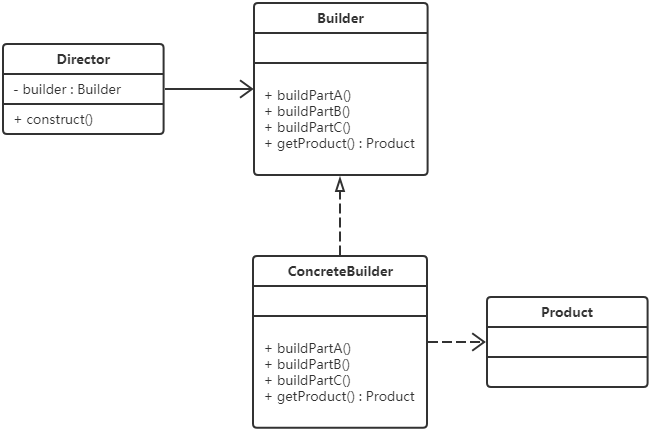 Builder
+ buildPartA()
+ buildPartB()
+ buildPartC()
+ getProduct() : Product
Director
- builder : Builder
+ construct()
ConcreteBuilder
+ buildPartA()
+ buildPartB()
+ buildPartC()
+ getProduct() : Product
Product